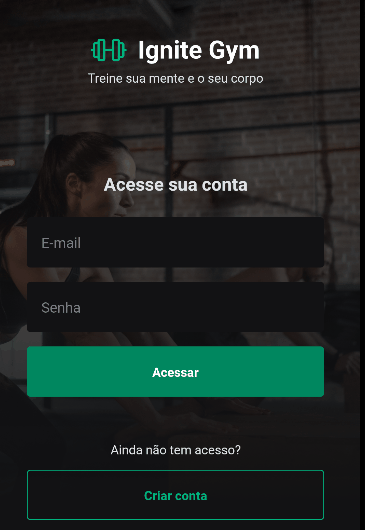 Ignite Gym
Treine sua mente e o seu corpo
Acesse sua conta
E-mail
Senha
Acessar
Ainda não tem acesso?
Criar conta